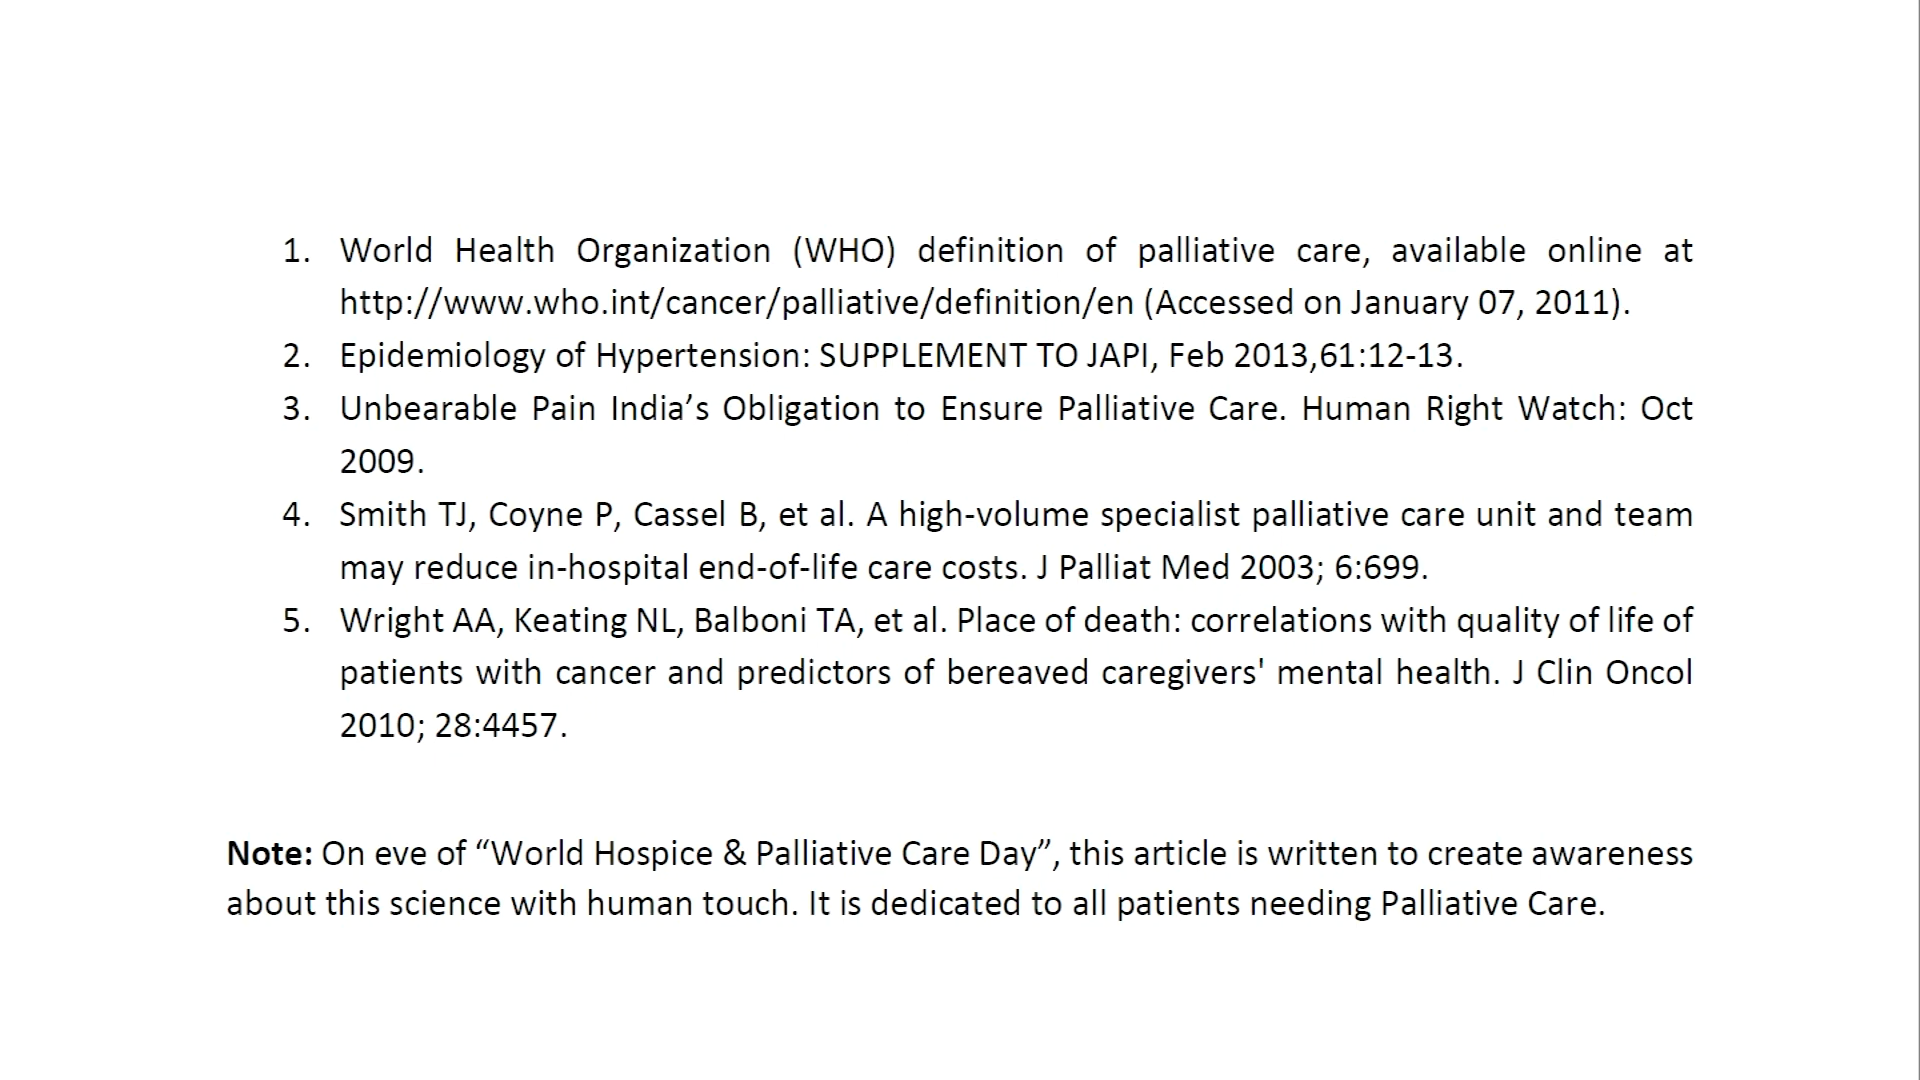 1. World Health Organization (WHO) definition of palliative care, available online at
http://www.who.int/cancer/palliative/definition/en (Accessed on January 07, 2011).
2. Epidemiology of Hypertension: SUPPLEMENT TO JAPI, Feb 2013,61:12-13.
3. Unbearable Pain India’s Obligation to Ensure Palliative Care. Human Right Watch: Oct
2009.
4. Smith TJ, Coyne P, Cassel B, et al. A high-volume specialist palliative care unit and team
may reduce in-hospital end-of-life care costs. J Palliat Med 2003; 6:699.
5. Wright AA, Keating NL, Balboni TA, et al. Place of death: correlations with quality of life of
patients with cancer and predictors of bereaved caregivers' mental health. J Clin Oncol
2010; 28:4457.
Note: On eve of “World Hospice & Palliative Care Day”, this article is written to create awareness
about this science with human touch. It is dedicated to all patients needing Palliative Care.